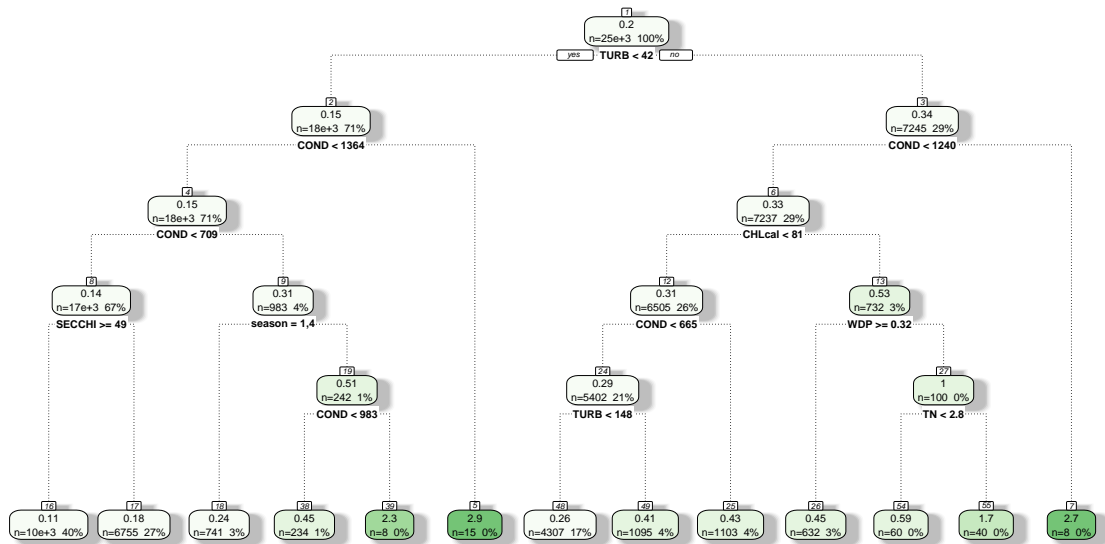 1
0.2
n=25e+3 100%
yes TURB < 42 no
2
0.15
n=18e+3 71%
COND < 1364
3
0.34
n=7245 29%
COND < 1240
4
0.15
n=18e+3 71%
COND < 709
6
0.33
n=7237 29%
CHLcal < 81
8
0.14
n=17e+3 67%
SECCHI >= 49
9
0.31
n=983 4%
season = 1,4
12
0.31
n=6505 26%
COND < 665
13
0.53
n=732 3%
WDP >= 0.32
19
0.51
n=242 1%
COND < 983
24
0.29
n=5402 21%
TURB < 148
27
1
n=100 0%
TN < 2.8
16
0.11
n=10e+3 40%
17
0.18
n=6755 27%
18
0.24
n=741 3%
38
0.45
n=234 1%
39
2.3
n=8 0%
5
2.9
n=15 0%
48
0.26
n=4307 17%
49
0.41
n=1095 4%
25
0.43
n=1103 4%
26
0.45
n=632 3%
54
0.59
n=60 0%
55
1.7
n=40 0%
7
2.7
n=8 0%